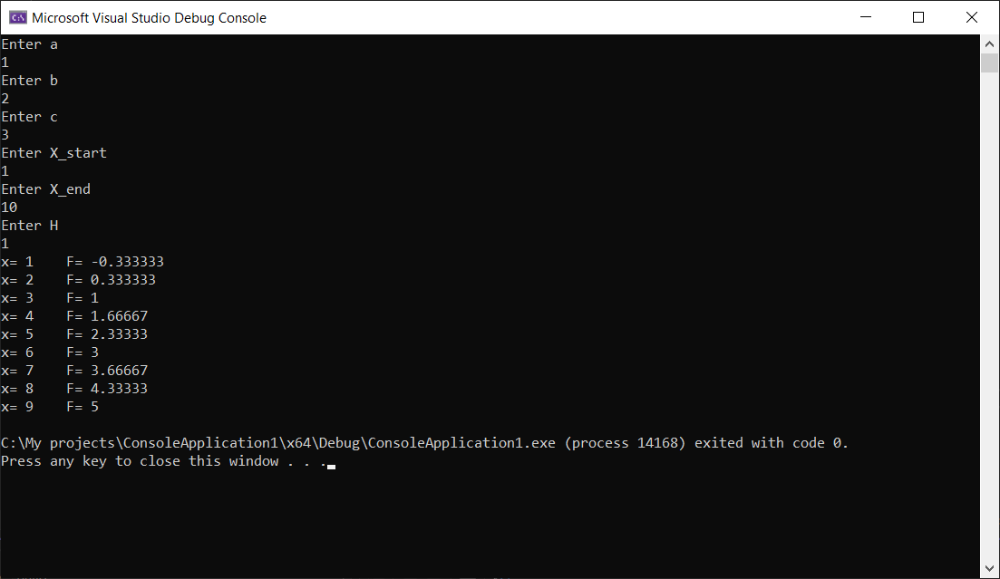 Microsoft Visual Studio Debug Console
Enter a
1
Enter b
2
Enter c
3
Enter X_start
1
Enter X_end
10
Enter H
1
x= 1    F= -0.333333
x= 2    F= 0.333333
x= 3    F= 1
x= 4    F= 1.66667
x= 5    F= 2.33333
x= 6    F= 3
x= 7    F= 3.66667
x= 8    F= 4.33333
x= 9    F= 5
C:\My projects\ConsoleApplication1\x64\Debug\ConsoleApplication1.exe (process 14168) exited with code 0.
Press any key to close this window . . .